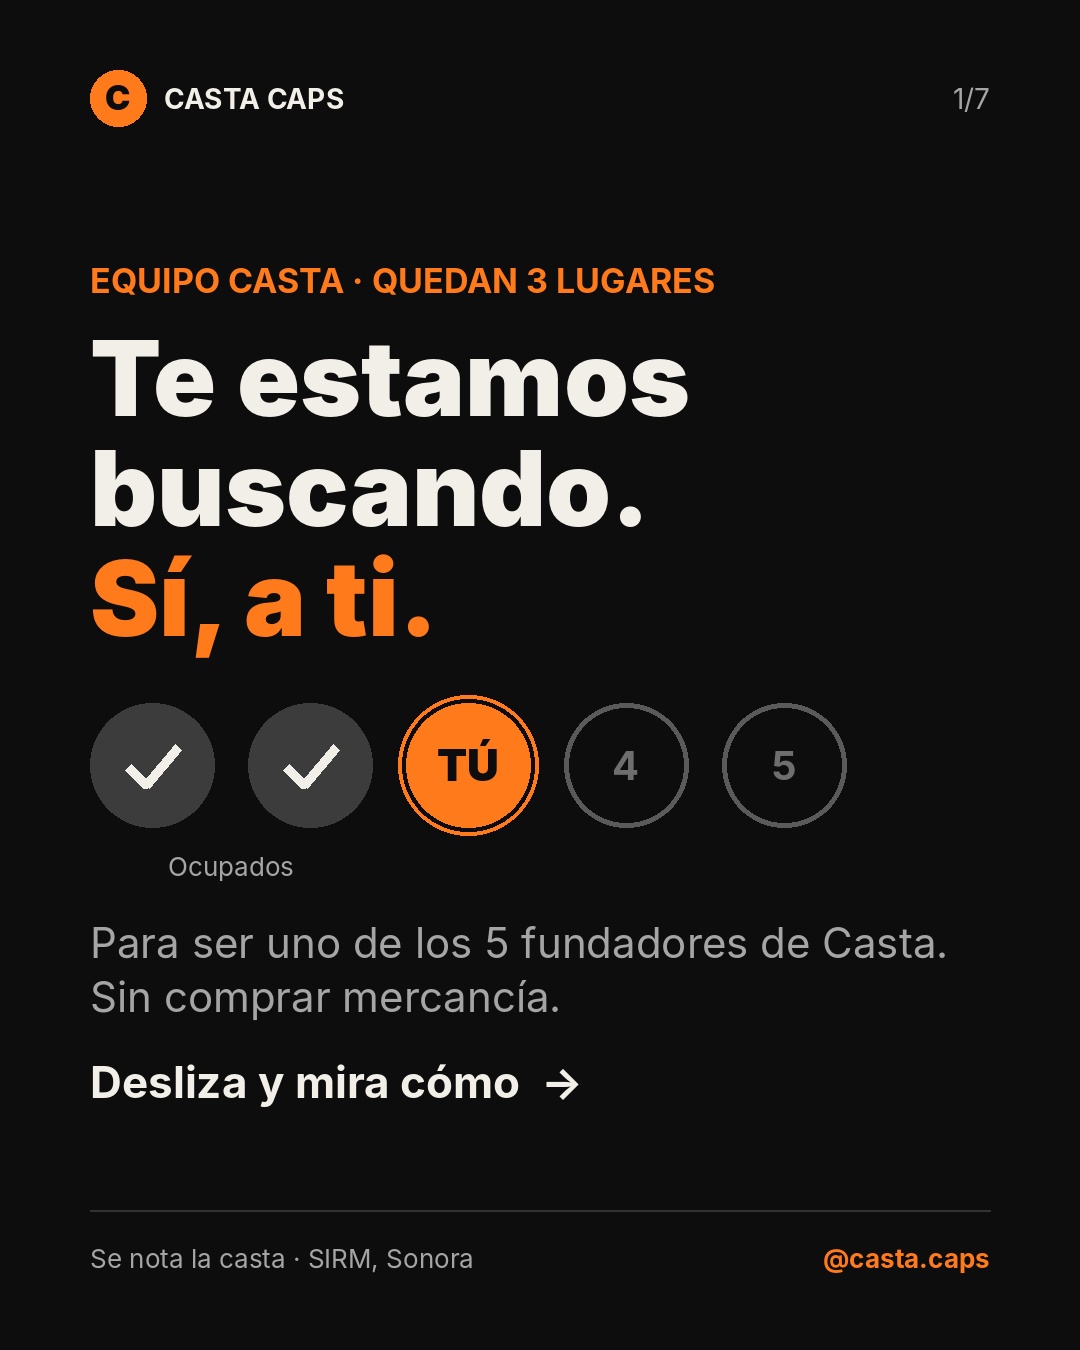 C CASTA CAPS
1/7
EQUIPO CASTA · QUEDAN 3 LUGARES
Te estamos
buscando.
Sí, a ti.
TÚ 4 5
Ocupados
Para ser uno de los 5 fundadores de Casta.
Sin comprar mercancía.
Desliza y mira cómo →
Se nota la casta · SIRM, Sonora
@casta.caps